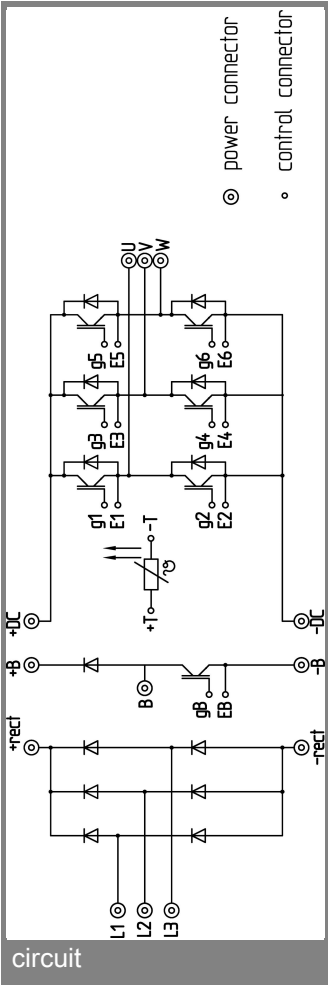 power connector
control connector
+rect
+B
+DC
L1
L2
L3
B
gB
EB
+T
-T
ϑ
g1
E1
g3
E3
g5
E5
U
V
W
g2
E2
g4
E4
g6
E6
-rect
-B
-DC
circuit